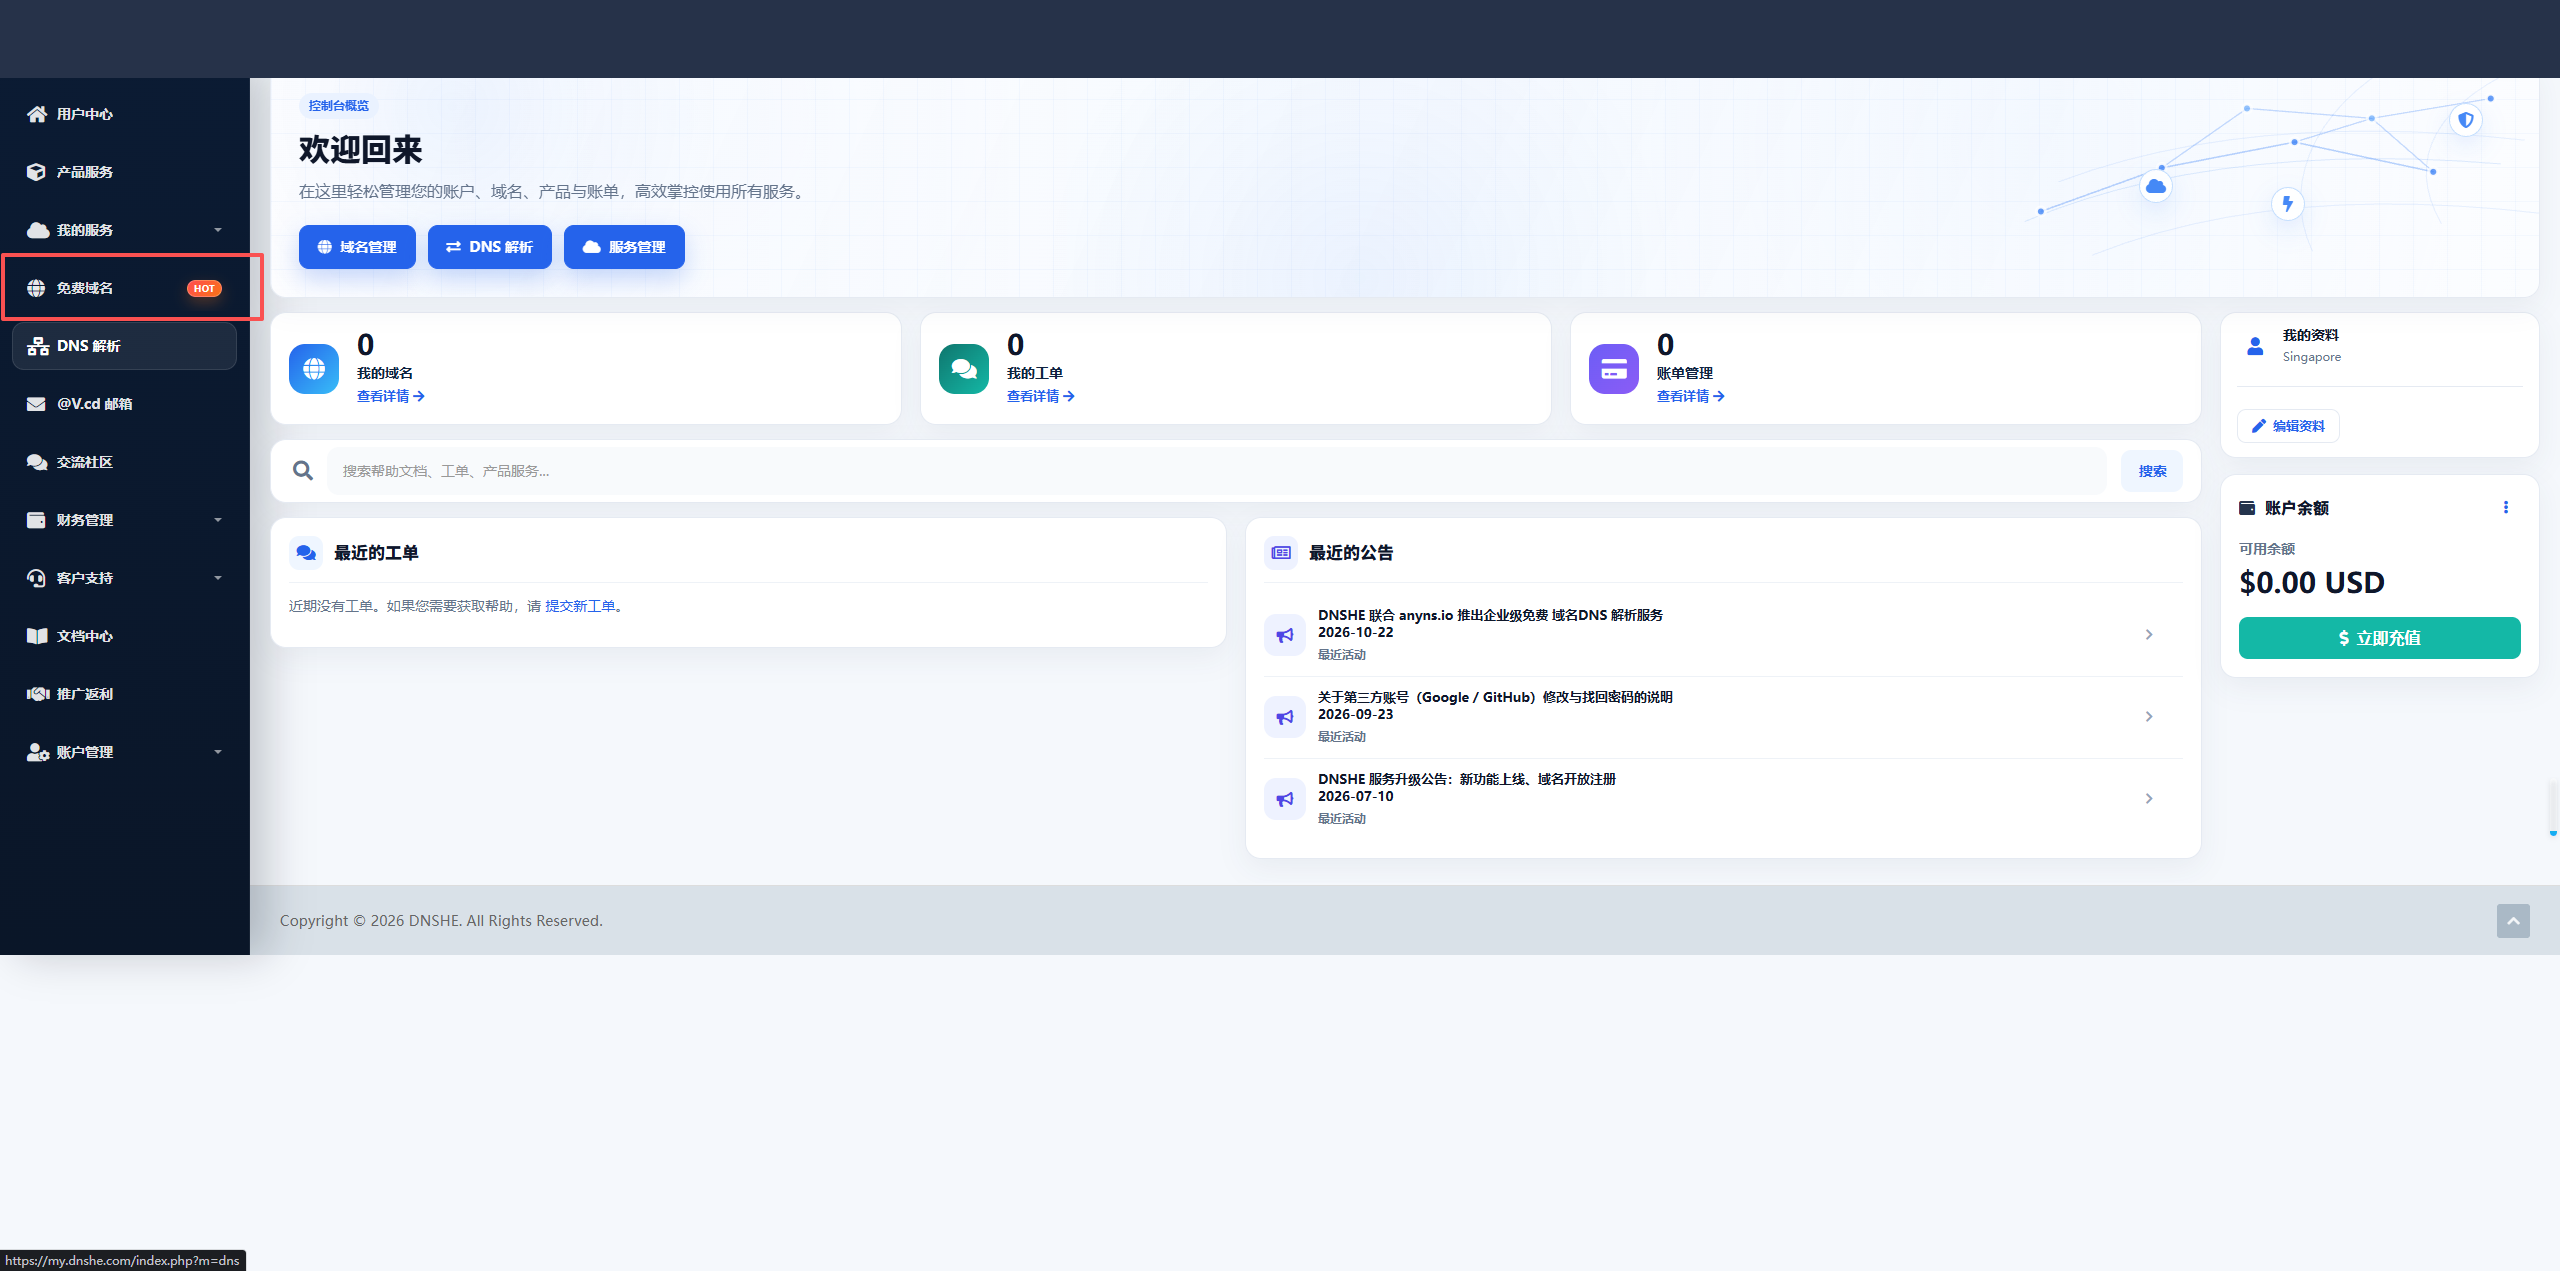 用户中心
产品服务
我的服务
免费域名 HOT
DNS 解析
@V.cd 邮箱
交流社区
财务管理
客户支持
文档中心
推广返利
账户管理
控制台概览
欢迎回来
在这里轻松管理您的账户、域名、产品与账单，高效掌控使用所有服务。
域名管理 DNS 解析 服务管理
0
我的域名
查看详情
0
我的工单
查看详情
0
账单管理
查看详情
搜索帮助文档、工单、产品服务... 搜索
最近的工单
近期没有工单。如果您需要获取帮助，请 提交新工单。
最近的公告
DNSHE 联合 anyns.io 推出企业级免费 域名DNS 解析服务
2026-10-22
最近活动
关于第三方账号（Google / GitHub）修改与找回密码的说明
2026-09-23
最近活动
DNSHE 服务升级公告：新功能上线、域名开放注册
2026-07-10
最近活动
我的资料
Singapore
编辑资料
账户余额
可用余额
$0.00 USD
$ 立即充值
Copyright © 2026 DNSHE. All Rights Reserved.
https://my.dnshe.com/index.php?m=dns